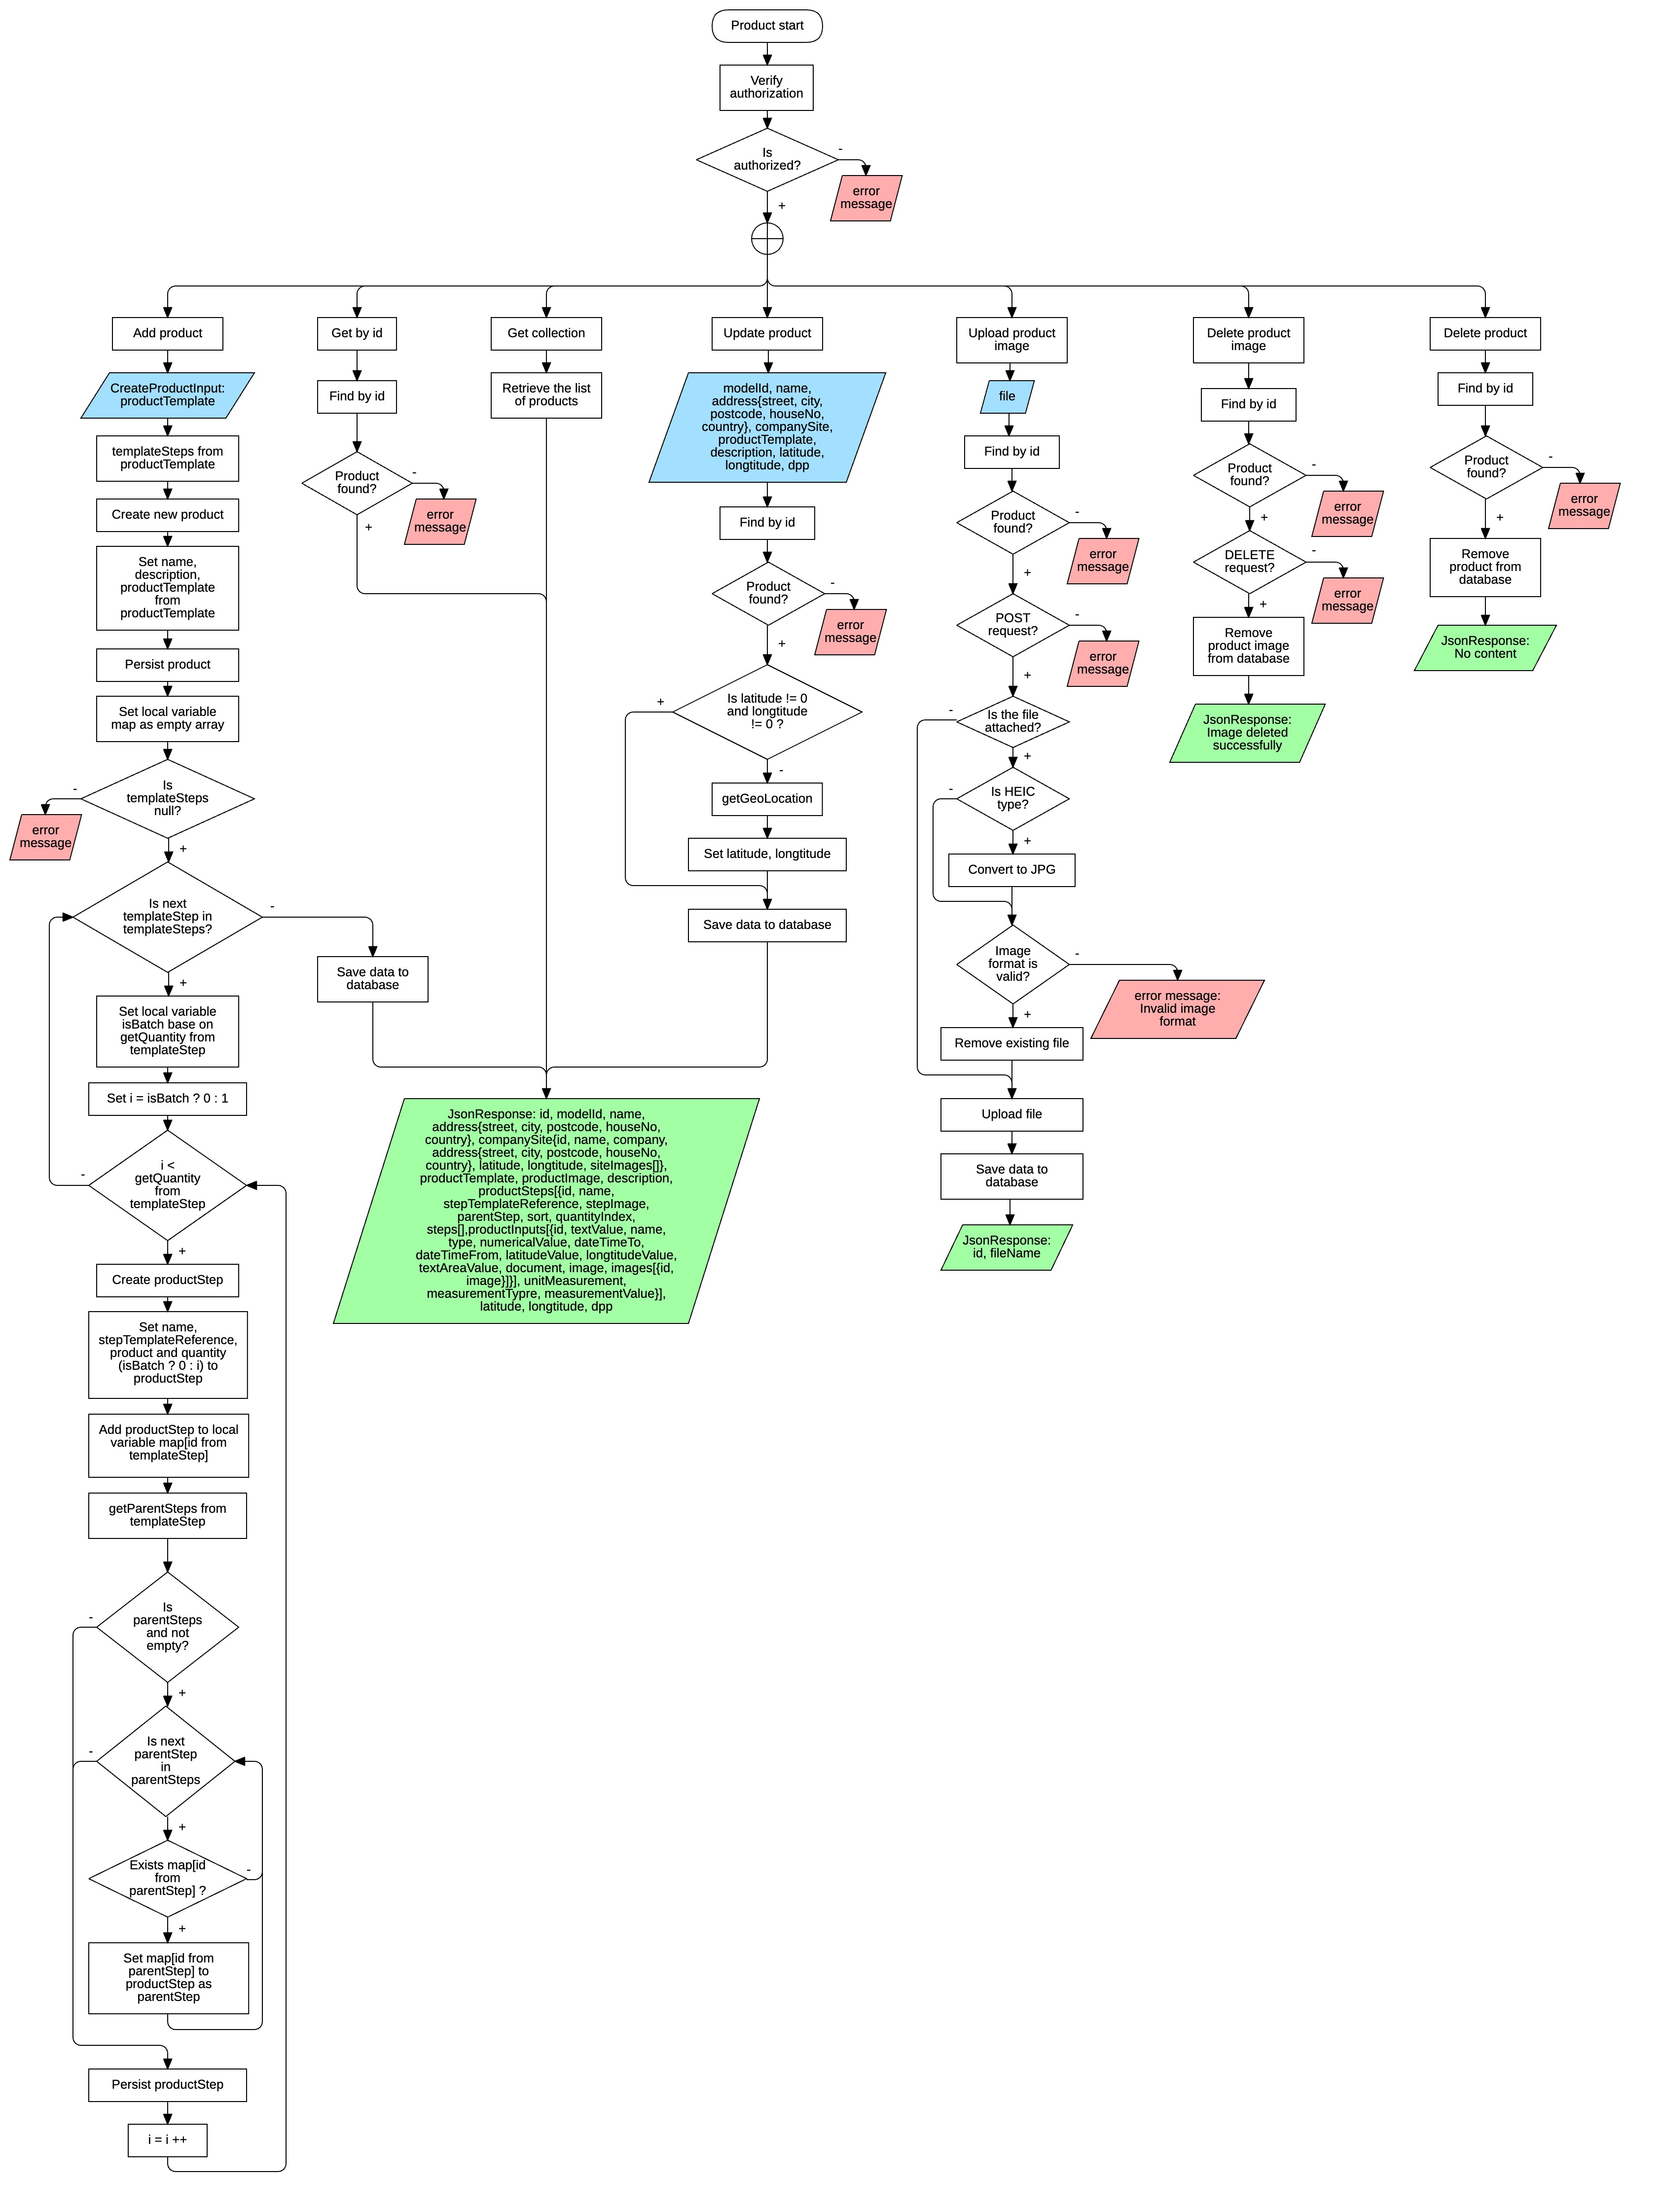 Product start
Verify
authorization
Is
authorized?
-
error
message
+
Add product
CreateProductInput:
productTemplate
templateSteps from
productTemplate
Create new product
Set name,
description,
productTemplate
from
productTemplate
Persist product
Set local variable
map as empty array
Is
templateSteps
null?
-
error
message
+
Is next
templateStep in
templateSteps?
-
Save data to
database
+
Set local variable
isBatch base on
getQuantity from
templateStep
Set i = isBatch ? 0 : 1
i <
getQuantity
from
templateStep
-
+
Create productStep
Set name,
stepTemplateReference,
product and quantity
(isBatch ? 0 : i) to
productStep
Add productStep to local
variable map[id from
templateStep]
getParentSteps from
templateStep
Is
parentSteps
and not
empty?
-
+
Is next
parentStep
in
parentSteps
-
+
Exists map[id
from
parentStep] ?
-
+
Set map[id from
parentStep] to
productStep as
parentStep
Persist productStep
i = i ++
Get by id
Find by id
Product
found?
-
error
message
+
Get collection
Retrieve the list
of products
JsonResponse: id, modelId, name,
address{street, city, postcode, houseNo,
country}, companySite{id, name, company,
address{street, city, postcode, houseNo,
country}, latitude, longtitude, siteImages[]},
productTemplate, productImage, description,
productSteps[{id, name,
stepTemplateReference, stepImage,
parentStep, sort, quantityIndex,
steps[],productInputs[{id, textValue, name,
type, numericalValue, dateTimeTo,
dateTimeFrom, latitudeValue, longtitudeValue,
textAreaValue, document, image, images[{id,
image}]}], unitMeasurement,
measurementTypre, measurementValue}],
latitude, longtitude, dpp
Update product
modelId, name,
address{street, city,
postcode, houseNo,
country}, companySite,
productTemplate,
description, latitude,
longtitude, dpp
Find by id
Product
found?
-
error
message
+
Is latitude != 0
and longtitude
!= 0 ?
+
-
getGeoLocation
Set latitude, longtitude
Save data to database
Upload product
image
file
Find by id
Product
found?
-
error
message
+
POST
request?
-
error
message
+
Is the file
attached?
-
+
Is HEIC
type?
-
+
Convert to JPG
Image
format is
valid?
-
error message:
Invalid image
format
+
Remove existing file
Upload file
Save data to
database
JsonResponse:
id, fileName
Delete product
image
Find by id
Product
found?
-
error
message
+
DELETE
request?
-
error
message
+
Remove
product image
from database
JsonResponse:
Image deleted
successfully
Delete product
Find by id
Product
found?
-
error
message
+
Remove
product from
database
JsonResponse:
No content